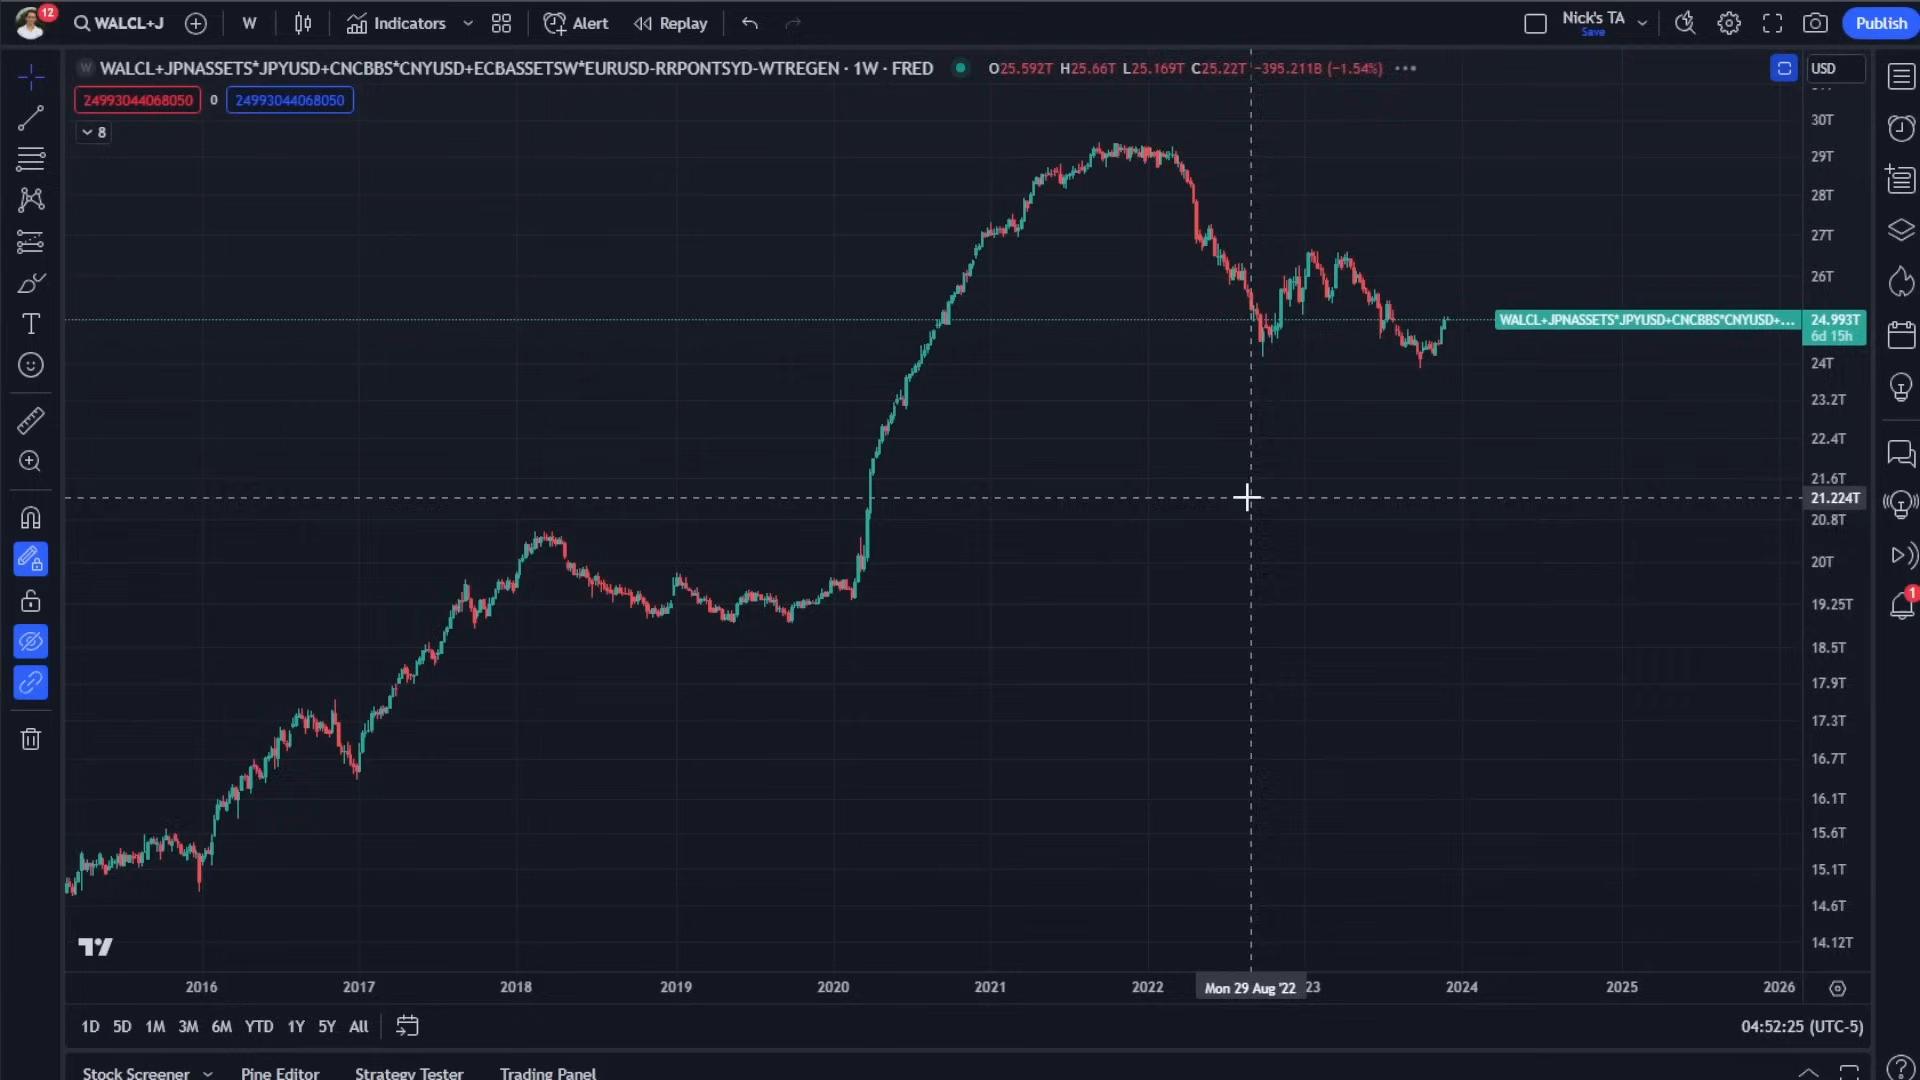 12
WALCL+J
W
Indicators
Alert
Replay
Nick's TA
Save
Publish
WALCL+JPNASSETS*JPYUSD+CNCBBS*CNYUSD+ECBASSETSW*EURUSD-RRPONTSYD-WTREGEN · 1W · FRED
O25.592T H25.66T L25.169T C25.22T −395.211B (−1.54%)
USD
24993044068050 0 24993044068050
8
30T
29T
28T
27T
26T
WALCL+JPNASSETS*JPYUSD+CNCBBS*CNYUSD+...
24.993T
6d 15h
24T
23.2T
22.4T
21.6T
21.224T
20.8T
20T
19.25T
18.5T
17.9T
17.3T
16.7T
16.1T
15.6T
15.1T
14.6T
14.12T
1
2016 2017 2018 2019 2020 2021 2022 Mon 29 Aug '22 23 2024 2025 2026
1D 5D 1M 3M 6M YTD 1Y 5Y All
04:52:25 (UTC-5)
Stock Screener Pine Editor Strategy Tester Trading Panel